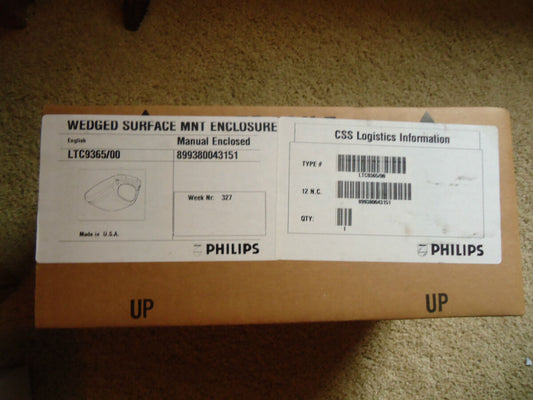 WEDGED SURFACE MNT ENCLOSURE
English
Manual Enclosed
LTC9365/00
899380043151
Week Nr. 327
Made in U.S.A.
PHILIPS
CSS Logistics Information
TYPE #
LTC9365/00
12 N.C.
899380043151
QTY:
1
PHILIPS
UP
UP